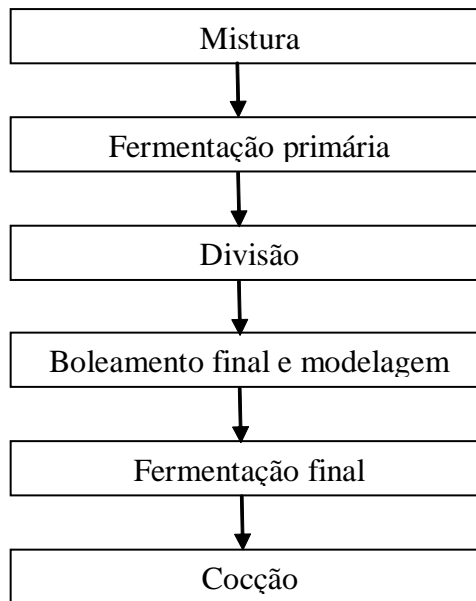 Mistura
Fermentação primária
Divisão
Boleamento final e modelagem
Fermentação final
Cocção